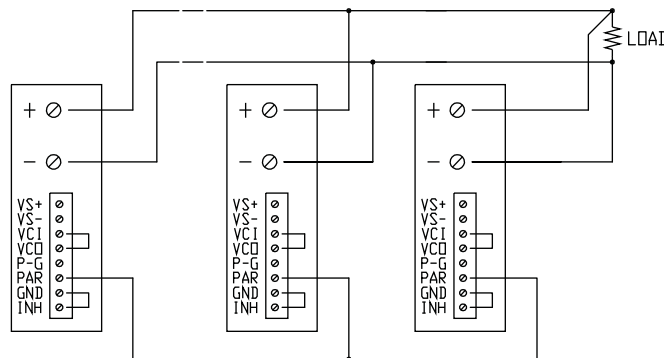 LOAD
+
-
VS+
VS-
VCI
VCO
P-G
PAR
GND
INH
+
-
VS+
VS-
VCI
VCO
P-G
PAR
GND
INH
+
-
VS+
VS-
VCI
VCO
P-G
PAR
GND
INH